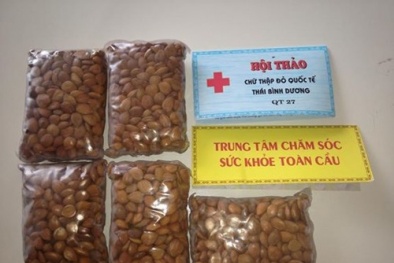 HỘI THẢO
CHỮ THẬP ĐỎ QUỐC TẾ
THÁI BÌNH DƯƠNG
QT 27
TRUNG TÂM CHĂM SÓC
SỨC KHỎE TOÀN CẦU